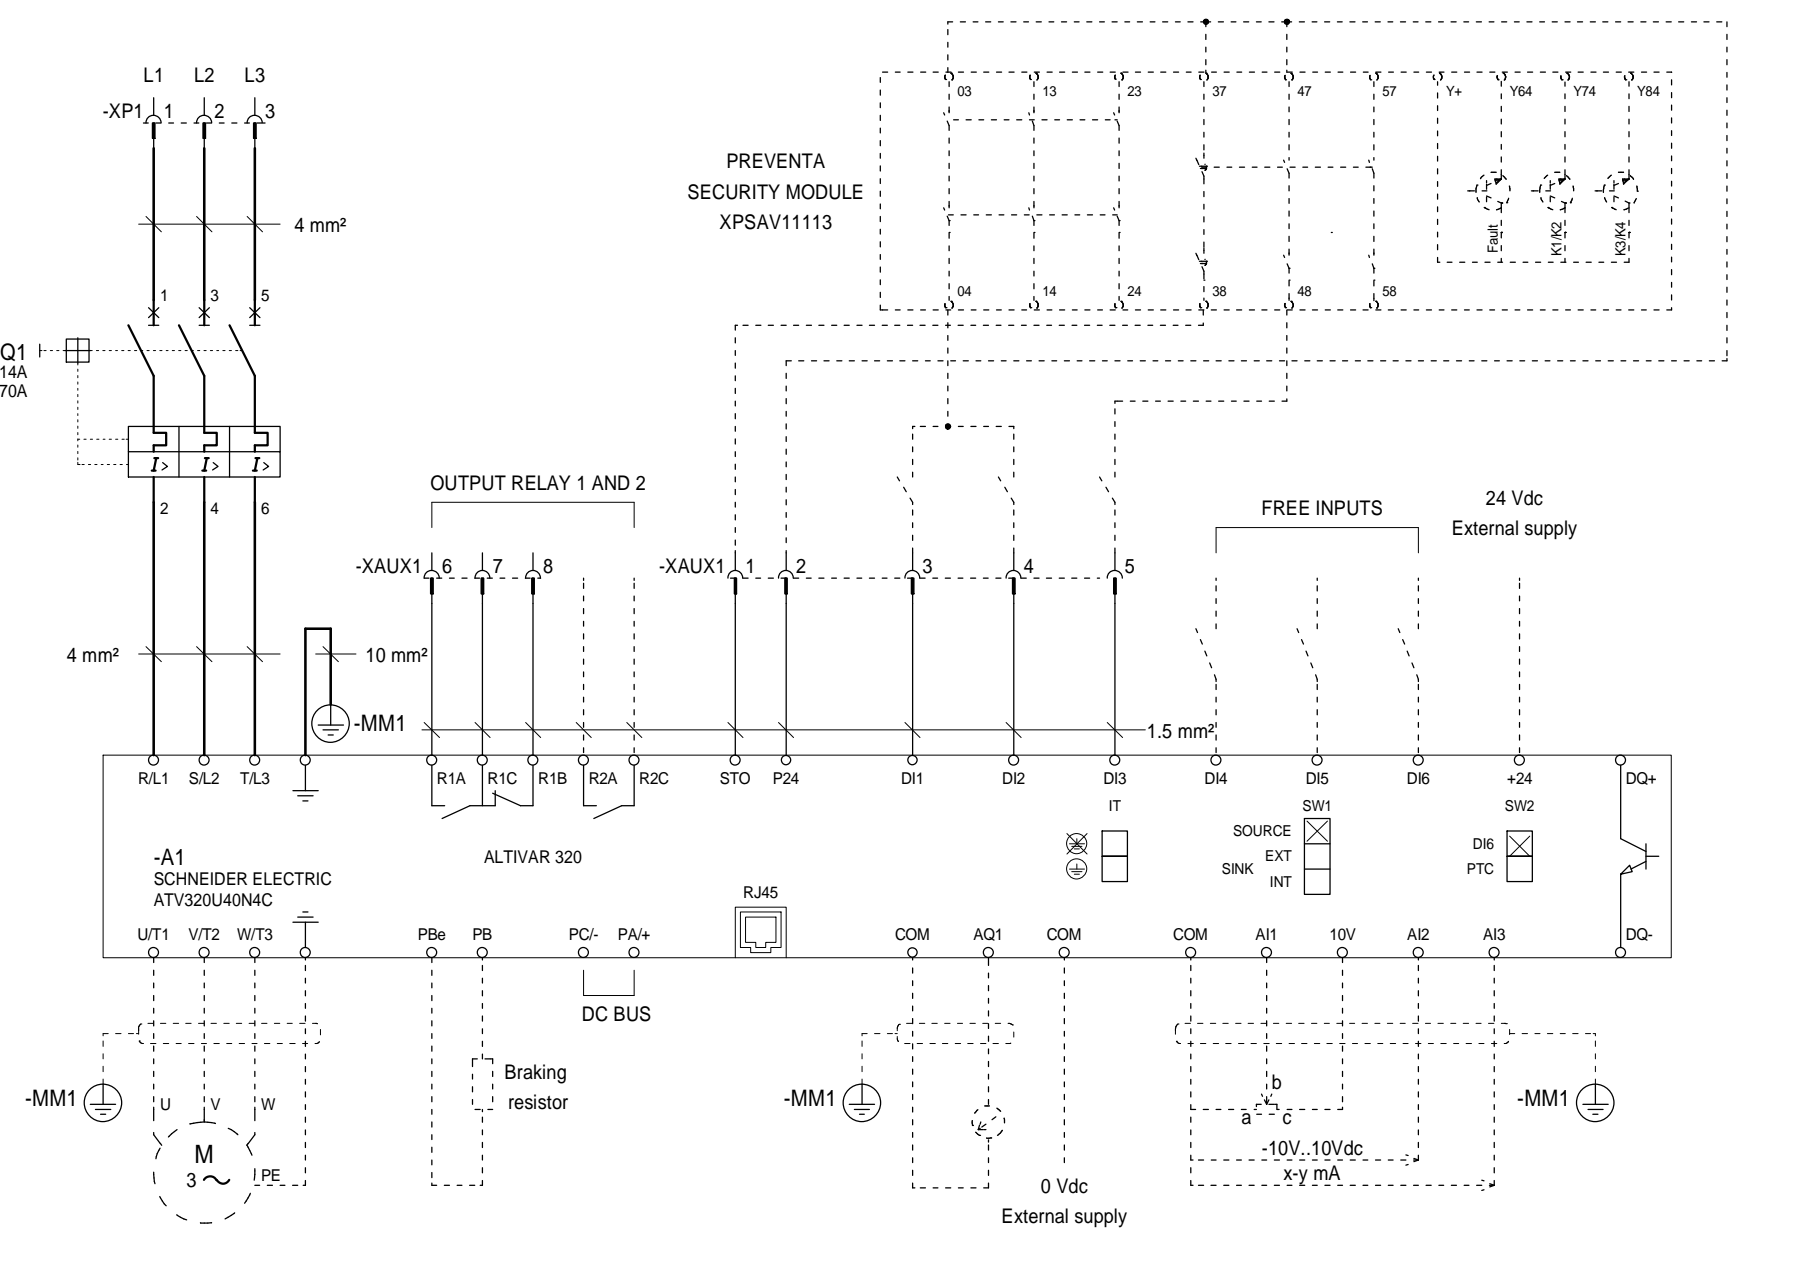 L1 L2 L3
-XP1 1 2 3
03 13 23 37 47 57 Y+ Y64 Y74 Y84
PREVENTA
SECURITY MODULE
XPSAV11113
4 mm²
Fault K1/K2 K3/K4
04 14 24 38 48 58
1 3 5
Q1
14A
70A
I> I> I>
2 4 6
OUTPUT RELAY 1 AND 2
FREE INPUTS
24 Vdc
External supply
-XAUX1 6 7 8
-XAUX1 1 2 3 4 5
4 mm²
10 mm²
-MM1
1.5 mm²
R/L1 S/L2 T/L3 R1A R1C R1B R2A R2C STO P24 DI1 DI2 DI3 DI4 DI5 DI6 +24 DQ+
IT SW1 SW2
SOURCE
EXT
SINK
INT
DI6
PTC
-A1
SCHNEIDER ELECTRIC
ATV320U40N4C
ALTIVAR 320
RJ45
U/T1 V/T2 W/T3 PBe PB PC/- PA/+ COM AQ1 COM COM AI1 10V AI2 AI3 DQ-
DC BUS
Braking
resistor
-MM1
U V W
M
3
PE
-MM1
b
a c
-MM1
-10V..10Vdc
x-y mA
0 Vdc
External supply